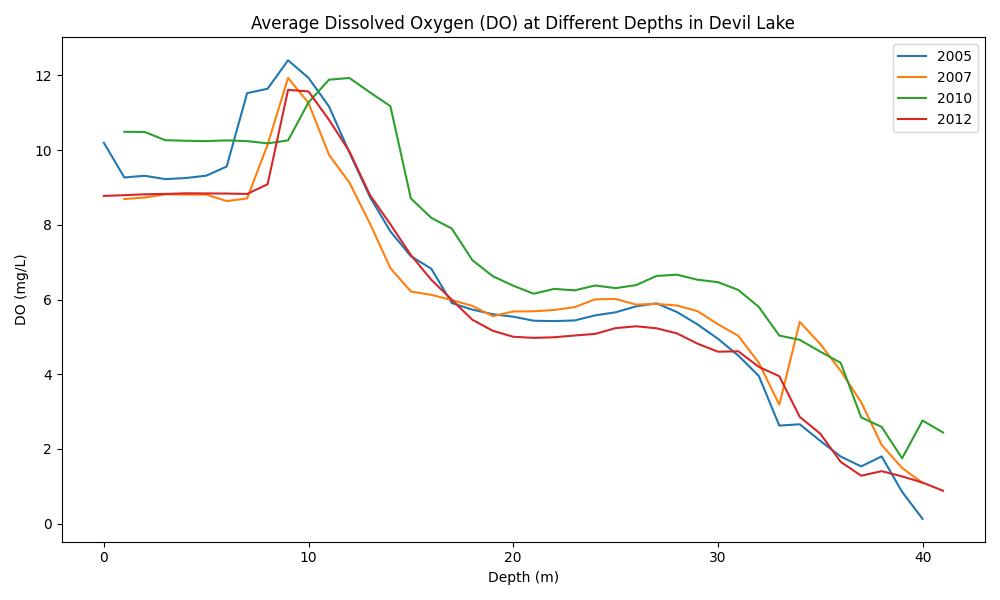 Average Dissolved Oxygen (DO) at Different Depths in Devil Lake
2005
2007
2010
2012
DO (mg/L)
12
10
8
6
4
2
0
0 10 20 30 40
Depth (m)